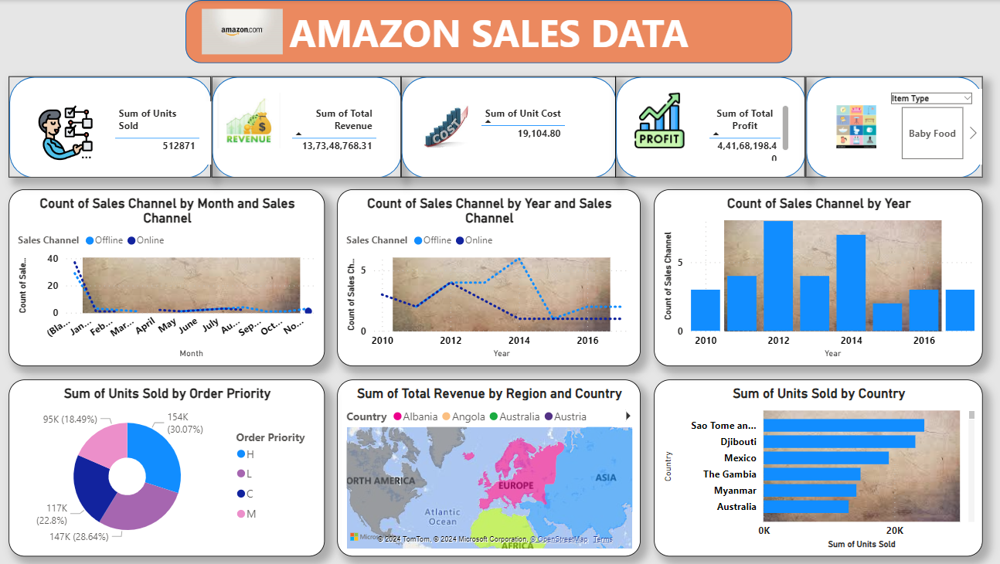 amazon.com
AMAZON SALES DATA
Sum of Units
Sold
512871
REVENUE
Sum of Total
Revenue
13,73,48,768.31
COST
Sum of Unit Cost
19,104.80
PROFIT
Sum of Total
Profit
4,41,68,198.4
0
Item Type
Baby Food
Count of Sales Channel by Month and Sales
Channel
Sales Channel Offline Online
Count of Sale...
40
20
0
(Bla... Jan... Feb... Mar... April May June July Au... Sep... Oct... No...
Month
Count of Sales Channel by Year and Sales
Channel
Sales Channel Offline Online
Count of Sales Ch...
5
0
2010 2012 2014 2016
Year
Count of Sales Channel by Year
Count of Sales Channel
5
0
2010 2012 2014 2016
Year
Sum of Units Sold by Order Priority
95K (18.49%)
154K
(30.07%)
117K
(22.8%)
147K (28.64%)
Order Priority
H
L
C
M
Sum of Total Revenue by Region and Country
Country Albania Angola Australia Austria
ORTH AMERICA
EUROPE
ASIA
Atlantic
Ocean
AFRICA
© 2024 TomTom, © 2024 Microsoft Corporation, © OpenStreetMap Terms
Sum of Units Sold by Country
Country
Sao Tome an...
Djibouti
Mexico
The Gambia
Myanmar
Australia
0K 20K
Sum of Units Sold